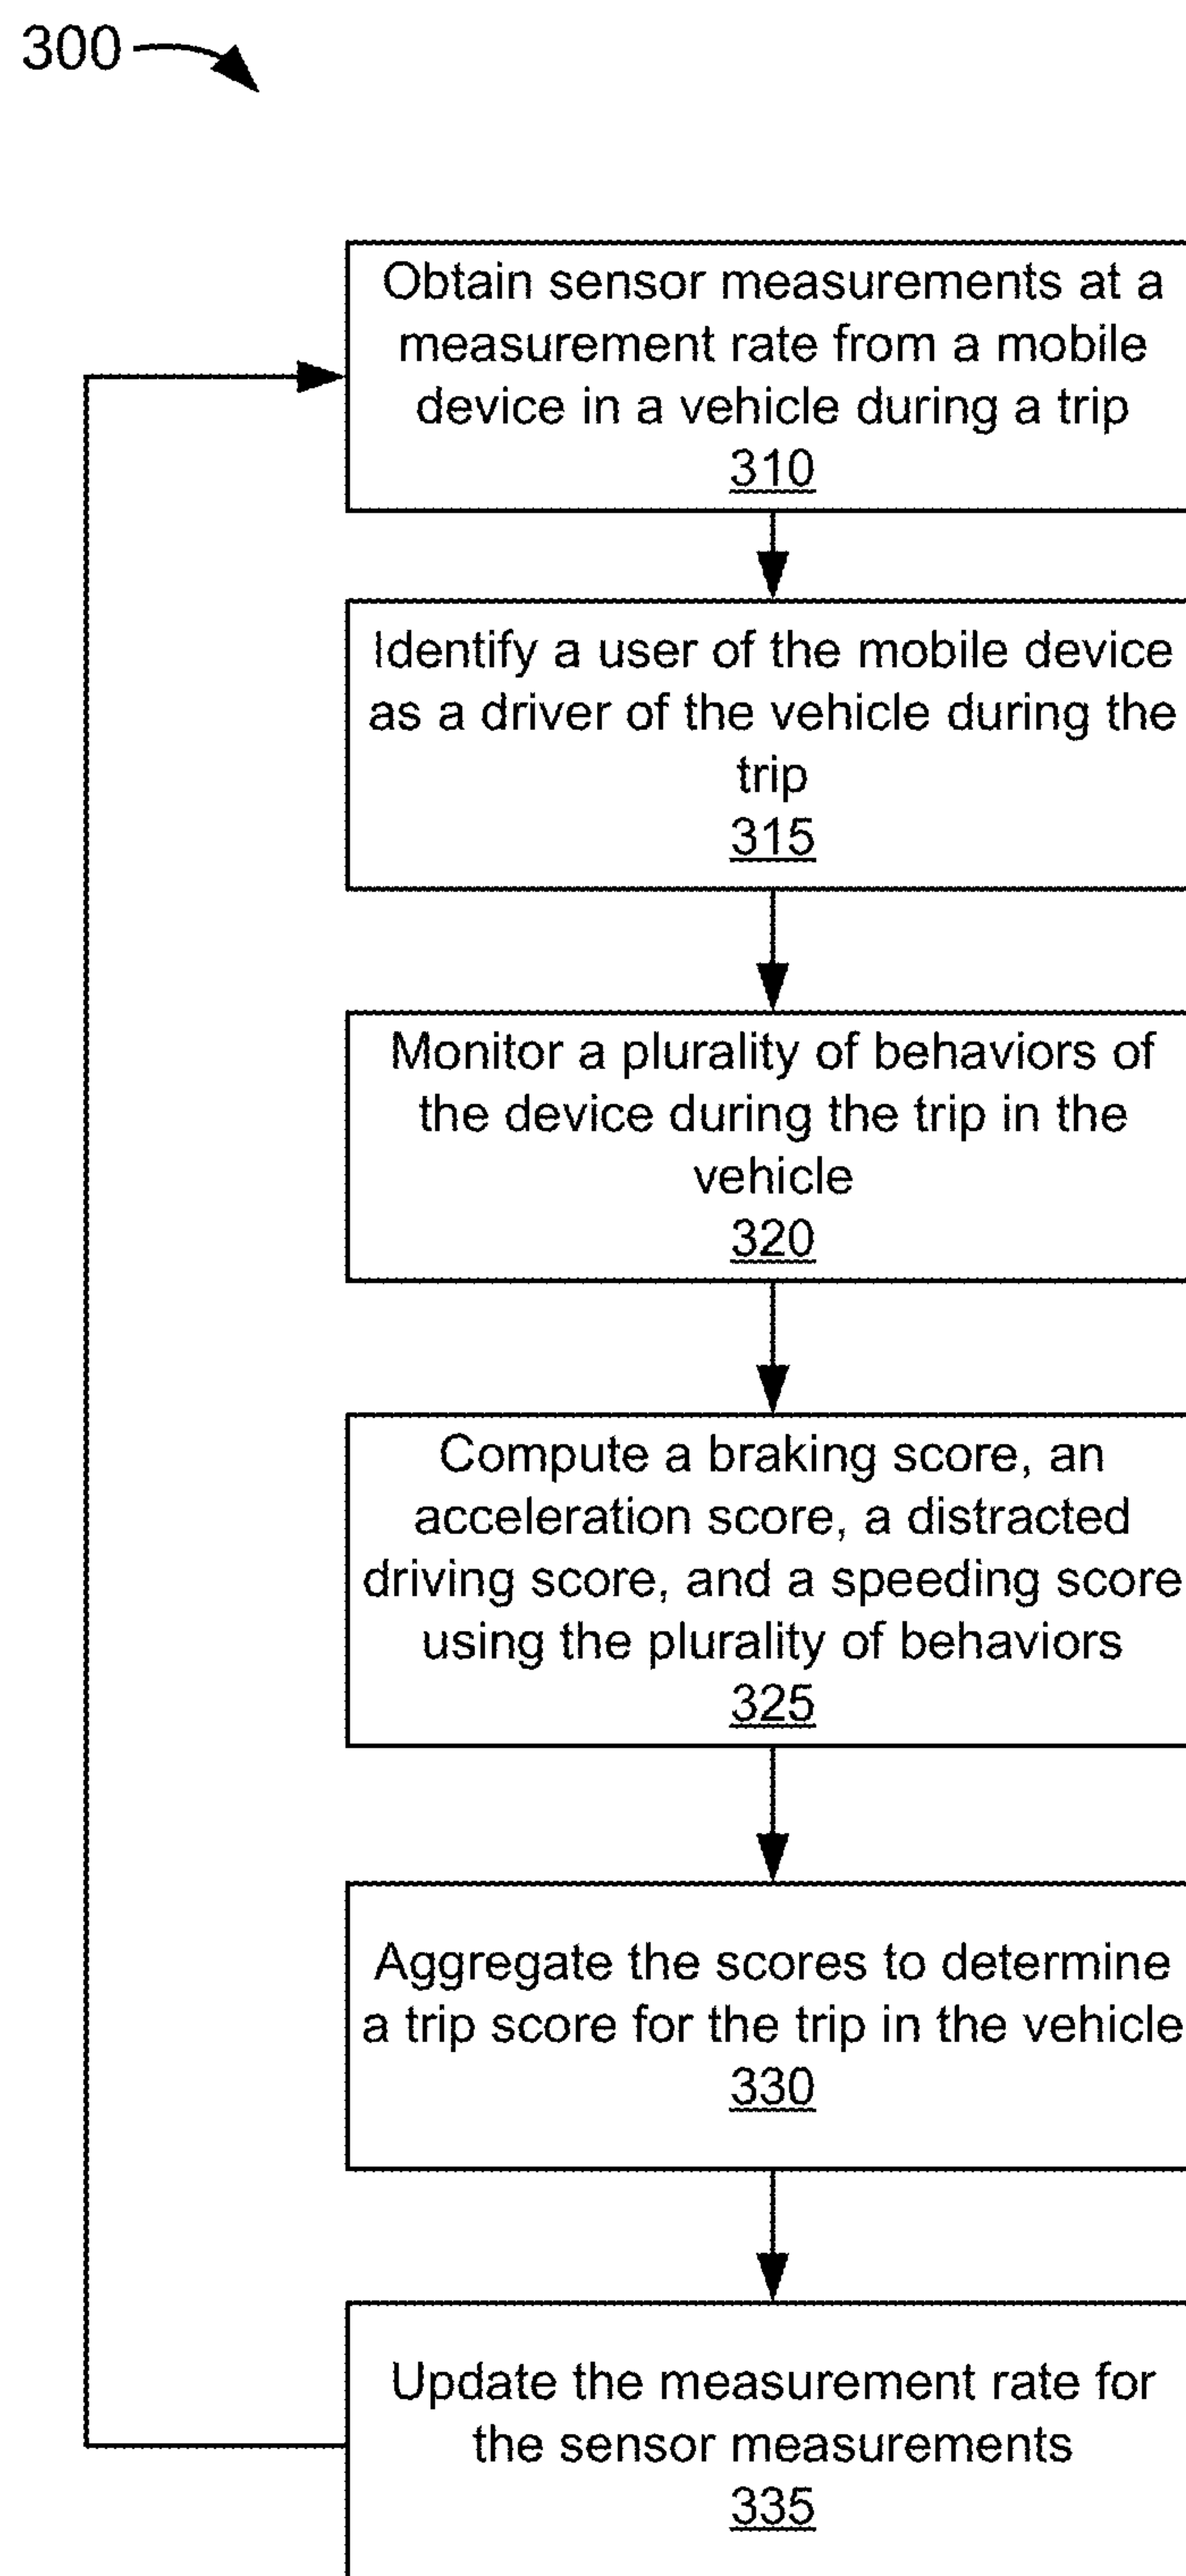 300
Obtain sensor measurements at a
measurement rate from a mobile
device in a vehicle during a trip
310
Identify a user of the mobile device
as a driver of the vehicle during the
trip
315
Monitor a plurality of behaviors of
the device during the trip in the
vehicle
320
Compute a braking score, an
acceleration score, a distracted
driving score, and a speeding score
using the plurality of behaviors
325
Aggregate the scores to determine
a trip score for the trip in the vehicle
330
Update the measurement rate for
the sensor measurements
335